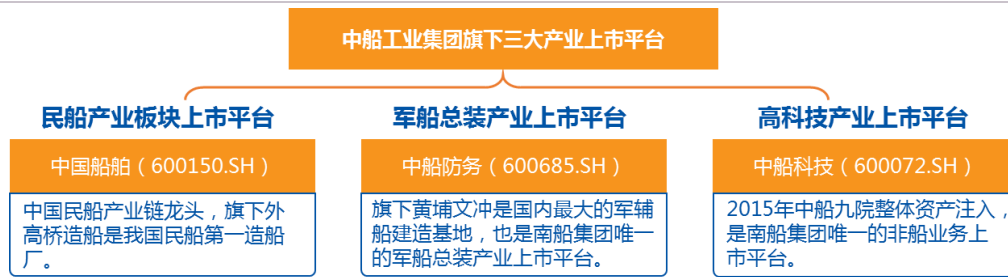 中船工业集团旗下三大产业上市平台
民船产业板块上市平台
军船总装产业上市平台
高科技产业上市平台
中国船舶（600150.SH）
中船防务（600685.SH）
中船科技（600072.SH）
中国民船产业链龙头，旗下外
高桥造船是我国民船第一造船
厂。
旗下黄埔文冲是国内最大的军辅
船建造基地，也是南船集团唯一
的军船总装产业上市平台。
2015年中船九院整体资产注入，
是南船集团唯一的非船业务上
市平台。